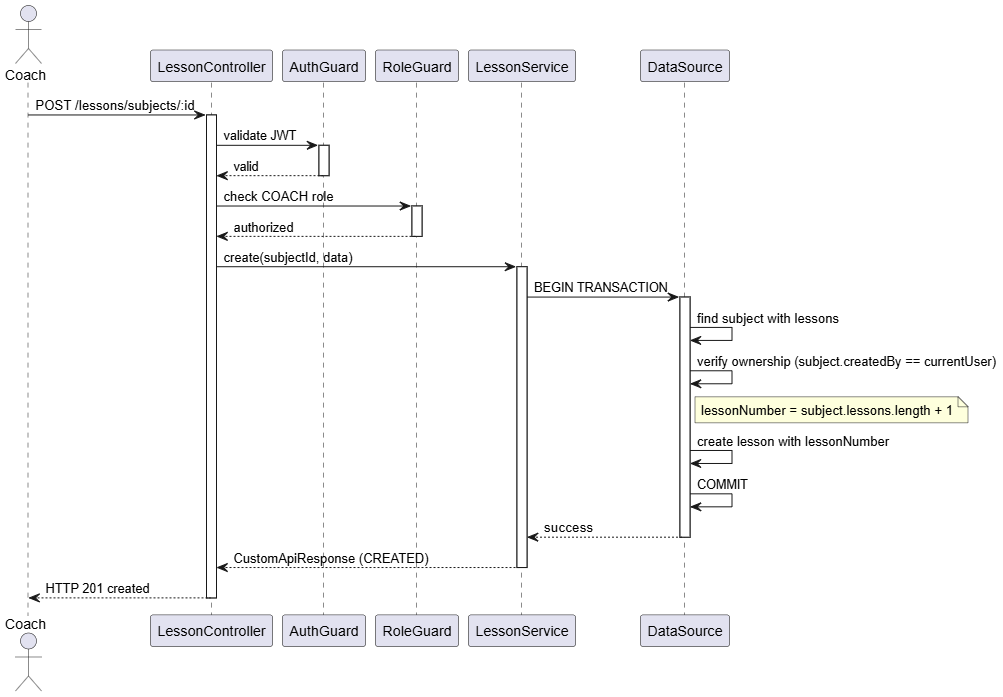 Coach
LessonController
AuthGuard
RoleGuard
LessonService
DataSource
POST /lessons/subjects/:id
validate JWT
valid
check COACH role
authorized
create(subjectId, data)
BEGIN TRANSACTION
find subject with lessons
verify ownership (subject.createdBy == currentUser)
lessonNumber = subject.lessons.length + 1
create lesson with lessonNumber
COMMIT
success
CustomApiResponse (CREATED)
HTTP 201 created
Coach
LessonController
AuthGuard
RoleGuard
LessonService
DataSource